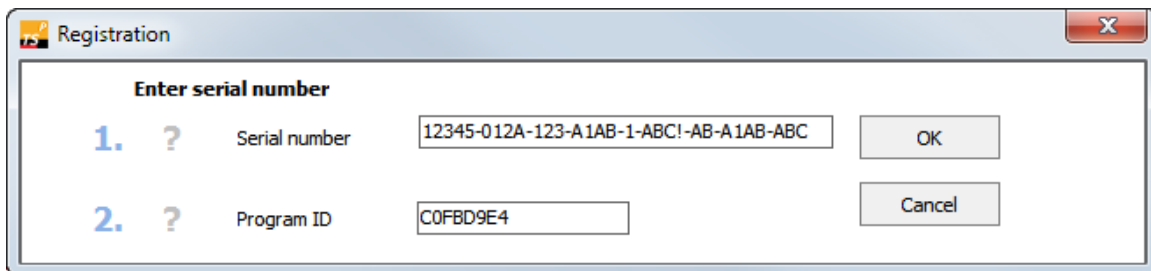 TS P Registration X
Enter serial number
1. ? Serial number 12345-012A-123-A1AB-1-ABC!-AB-A1AB-ABC OK
2. ? Program ID C0FBD9E4 Cancel